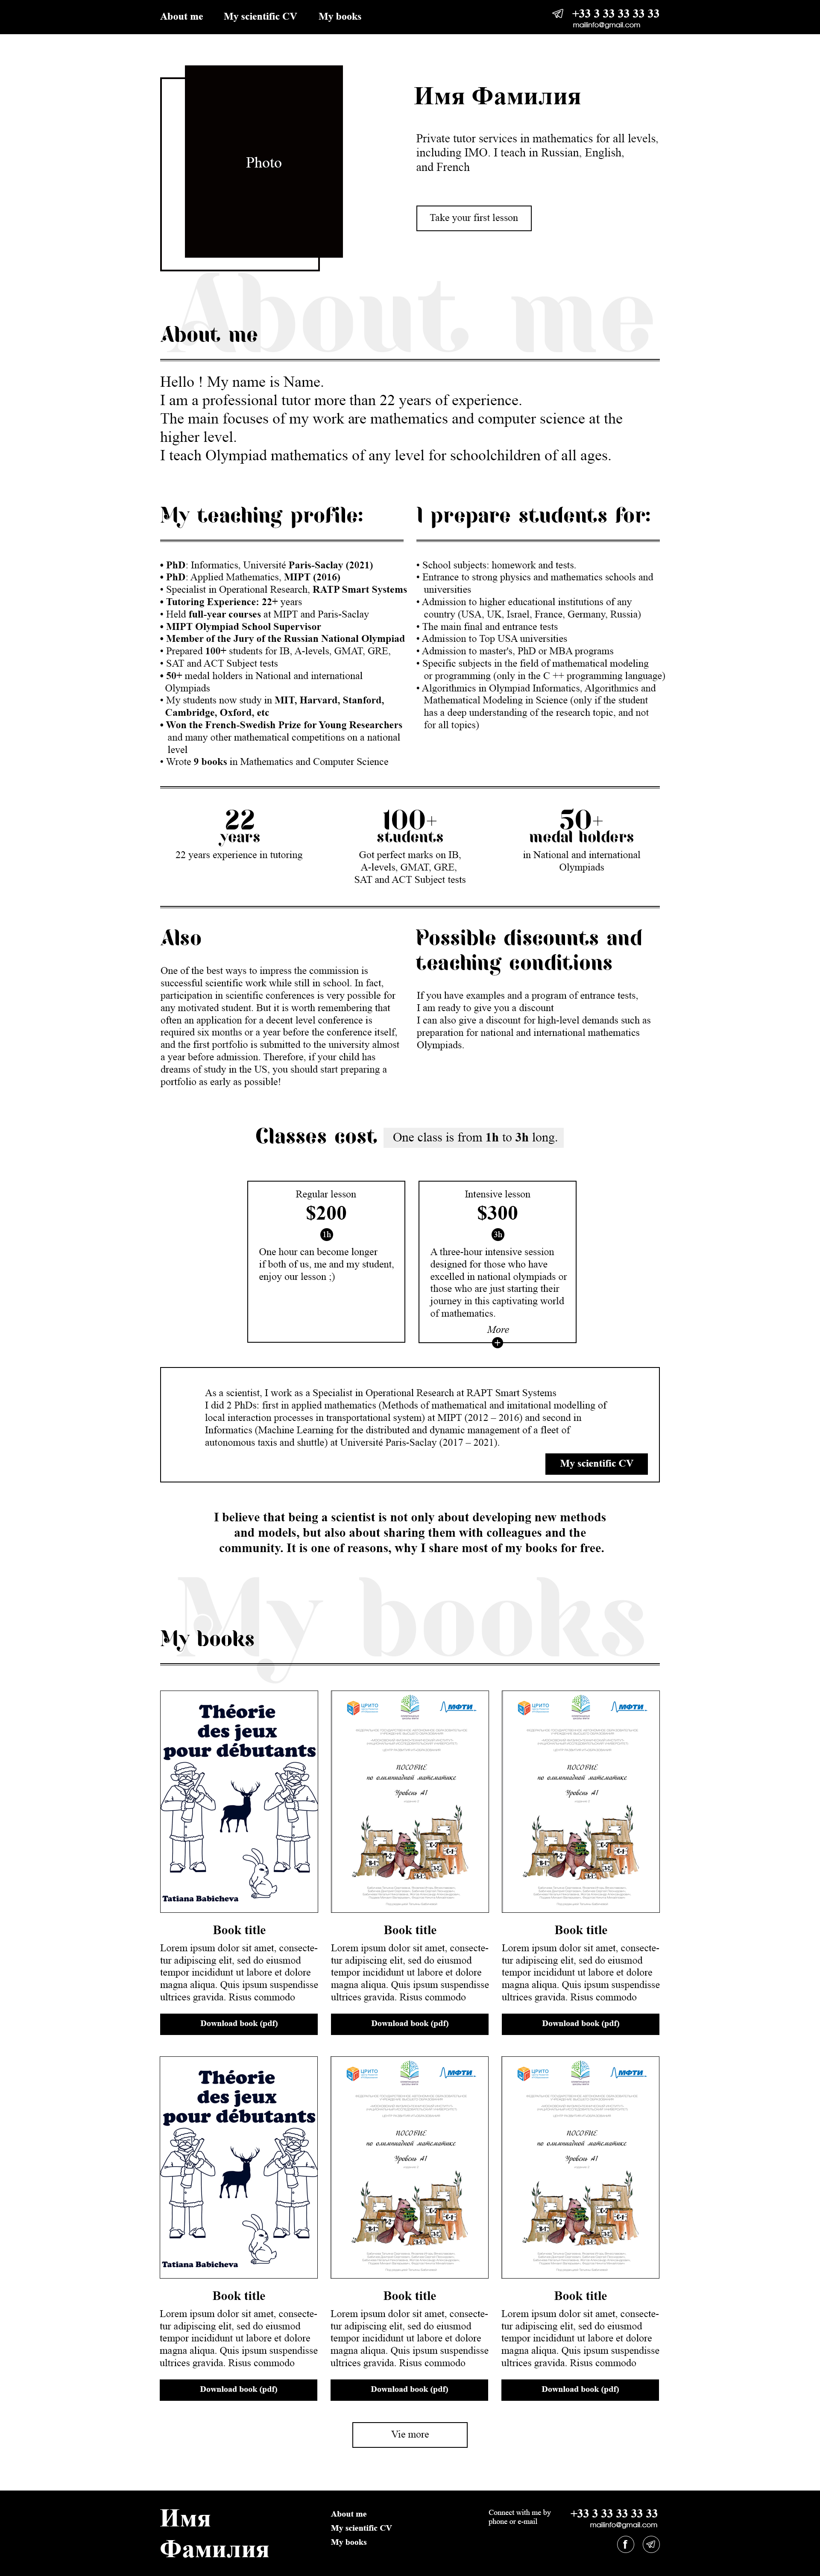 About me
My scientific CV
My books
+33 3 33 33 33 33
mailinfo@gmail.com
Photo
Имя Фамилия
Private tutor services in mathematics for all levels,
including IMO. I teach in Russian, English,
and French
Take your first lesson
About me
About me
Hello ! My name is Name.
I am a professional tutor more than 22 years of experience.
The main focuses of my work are mathematics and computer science at the
higher level.
I teach Olympiad mathematics of any level for schoolchildren of all ages.
My teaching profile:
• PhD: Informatics, Université Paris-Saclay (2021)
• PhD: Applied Mathematics, MIPT (2016)
• Specialist in Operational Research, RATP Smart Systems
• Tutoring Experience: 22+ years
• Held full-year courses at MIPT and Paris-Saclay
• MIPT Olympiad School Supervisor
• Member of the Jury of the Russian National Olympiad
• Prepared 100+ students for IB, A-levels, GMAT, GRE,
• SAT and ACT Subject tests
• 50+ medal holders in National and international
Olympiads
• My students now study in MIT, Harvard, Stanford,
Cambridge, Oxford, etc
• Won the French-Swedish Prize for Young Researchers
and many other mathematical competitions on a national
level
• Wrote 9 books in Mathematics and Computer Science
I prepare students for:
• School subjects: homework and tests.
• Entrance to strong physics and mathematics schools and
universities
• Admission to higher educational institutions of any
country (USA, UK, Israel, France, Germany, Russia)
• The main final and entrance tests
• Admission to Top USA universities
• Admission to master's, PhD or MBA programs
• Specific subjects in the field of mathematical modeling
or programming (only in the C ++ programming language)
• Algorithmics in Olympiad Informatics, Algorithmics and
Mathematical Modeling in Science (only if the student
has a deep understanding of the research topic, and not
for all topics)
22
years
22 years experience in tutoring
100+
students
Got perfect marks on IB,
A-levels, GMAT, GRE,
SAT and ACT Subject tests
50+
medal holders
in National and international
Olympiads
Also
One of the best ways to impress the commission is
successful scientific work while still in school. In fact,
participation in scientific conferences is very possible for
any motivated student. But it is worth remembering that
often an application for a decent level conference is
required six months or a year before the conference itself,
and the first portfolio is submitted to the university almost
a year before admission. Therefore, if your child has
dreams of study in the US, you should start preparing a
portfolio as early as possible!
Possible discounts and
teaching conditions
If you have examples and a program of entrance tests,
I am ready to give you a discount
I can also give a discount for high-level demands such as
preparation for national and international mathematics
Olympiads.
Classes cost
One class is from 1h to 3h long.
Regular lesson
$200
1h
One hour can become longer
if both of us, me and my student,
enjoy our lesson ;)
Intensive lesson
$300
3h
A three-hour intensive session
designed for those who have
excelled in national olympiads or
those who are just starting their
journey in this captivating world
of mathematics.
More
+
As a scientist, I work as a Specialist in Operational Research at RAPT Smart Systems
I did 2 PhDs: first in applied mathematics (Methods of mathematical and imitational modelling of
local interaction processes in transportational system) at MIPT (2012 – 2016) and second in
Informatics (Machine Learning for the distributed and dynamic management of a fleet of
autonomous taxis and shuttle) at Université Paris-Saclay (2017 – 2021).
My scientific CV
I believe that being a scientist is not only about developing new methods
and models, but also about sharing them with colleagues and the
community. It is one of reasons, why I share most of my books for free.
My books
My books
Théorie
des jeux
pour débutants
Tatiana Babicheva
ЦРИТО
МФТИ
ПОСОБИЕ
по олимпиадной математике
Уровень А1
ЦРИТО
МФТИ
ПОСОБИЕ
по олимпиадной математике
Уровень А1
Book title
Lorem ipsum dolor sit amet, consecte-
tur adipiscing elit, sed do eiusmod
tempor incididunt ut labore et dolore
magna aliqua. Quis ipsum suspendisse
ultrices gravida. Risus commodo
Download book (pdf)
Book title
Lorem ipsum dolor sit amet, consecte-
tur adipiscing elit, sed do eiusmod
tempor incididunt ut labore et dolore
magna aliqua. Quis ipsum suspendisse
ultrices gravida. Risus commodo
Download book (pdf)
Book title
Lorem ipsum dolor sit amet, consecte-
tur adipiscing elit, sed do eiusmod
tempor incididunt ut labore et dolore
magna aliqua. Quis ipsum suspendisse
ultrices gravida. Risus commodo
Download book (pdf)
Théorie
des jeux
pour débutants
Tatiana Babicheva
ЦРИТО
МФТИ
ПОСОБИЕ
по олимпиадной математике
Уровень А1
ЦРИТО
МФТИ
ПОСОБИЕ
по олимпиадной математике
Уровень А1
Book title
Lorem ipsum dolor sit amet, consecte-
tur adipiscing elit, sed do eiusmod
tempor incididunt ut labore et dolore
magna aliqua. Quis ipsum suspendisse
ultrices gravida. Risus commodo
Download book (pdf)
Book title
Lorem ipsum dolor sit amet, consecte-
tur adipiscing elit, sed do eiusmod
tempor incididunt ut labore et dolore
magna aliqua. Quis ipsum suspendisse
ultrices gravida. Risus commodo
Download book (pdf)
Book title
Lorem ipsum dolor sit amet, consecte-
tur adipiscing elit, sed do eiusmod
tempor incididunt ut labore et dolore
magna aliqua. Quis ipsum suspendisse
ultrices gravida. Risus commodo
Download book (pdf)
Vie more
Имя
Фамилия
About me
My scientific CV
My books
Connect with me by
phone or e-mail
+33 3 33 33 33 33
mailinfo@gmail.com
f